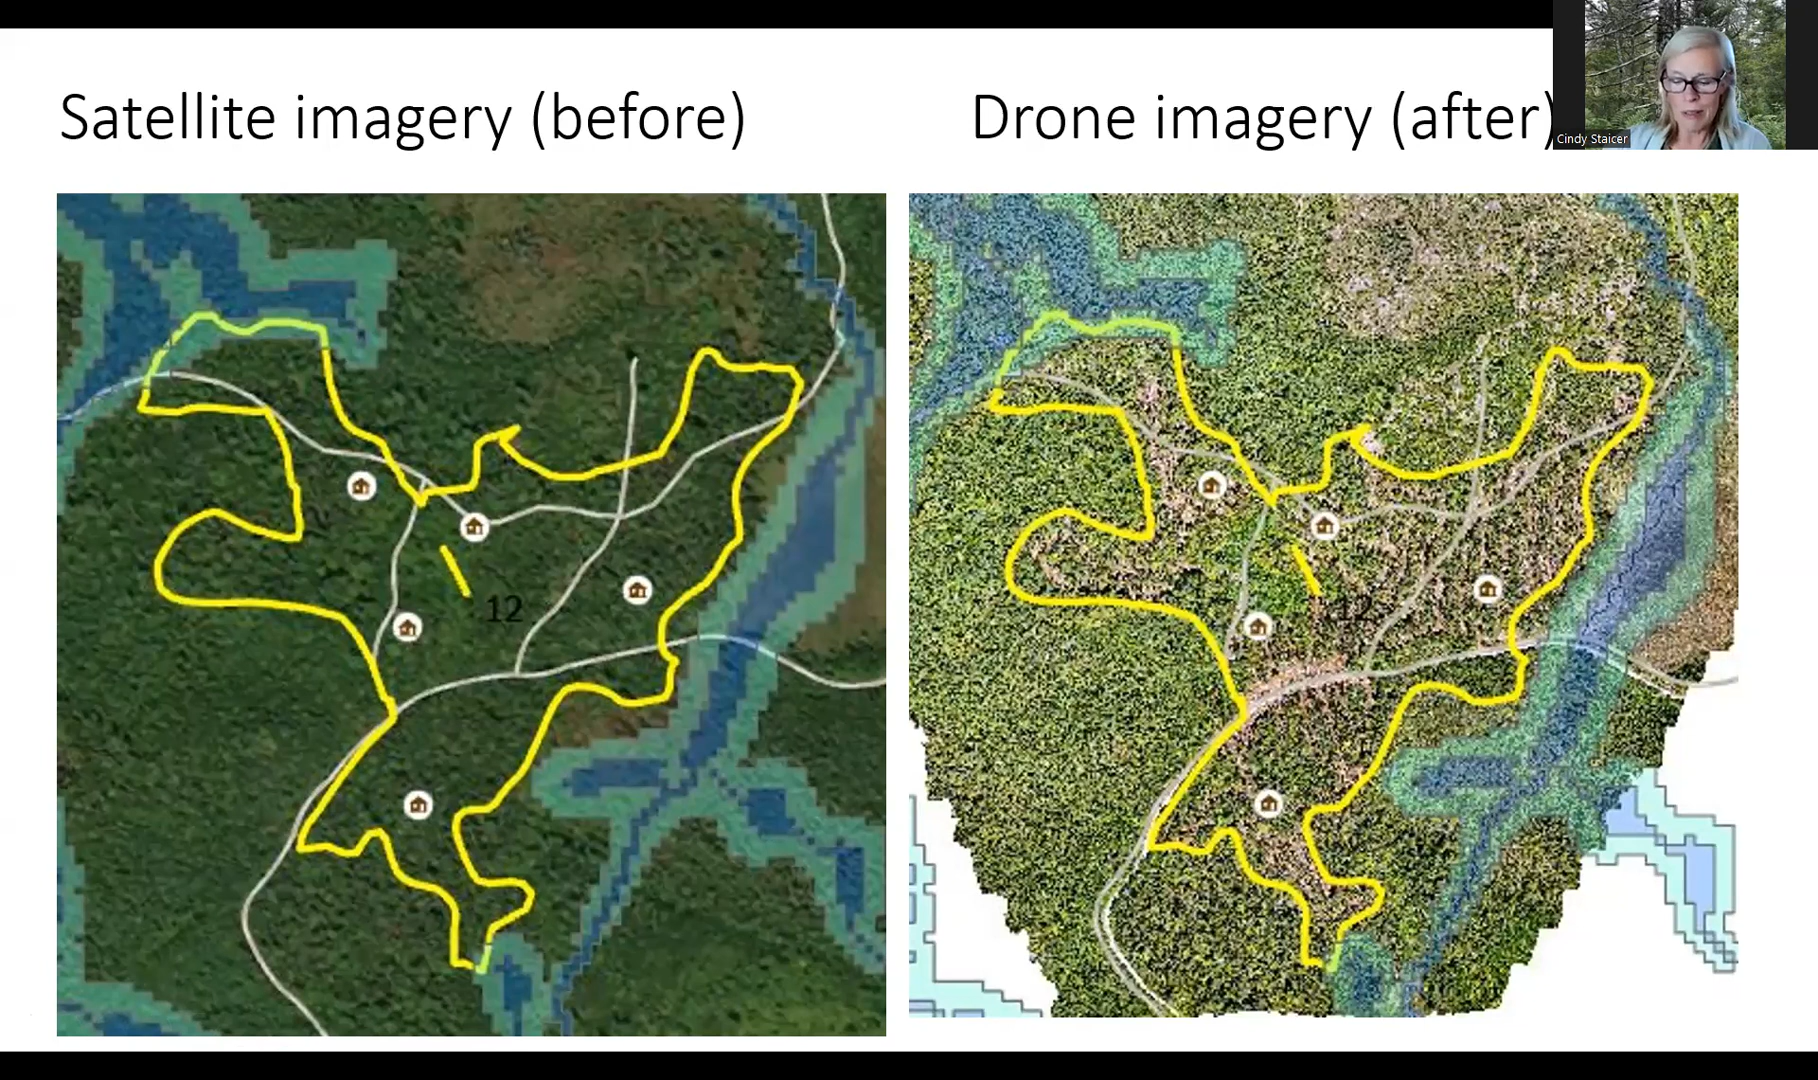 Satellite imagery (before)
Drone imagery (after)
Cindy Staicer
12
12